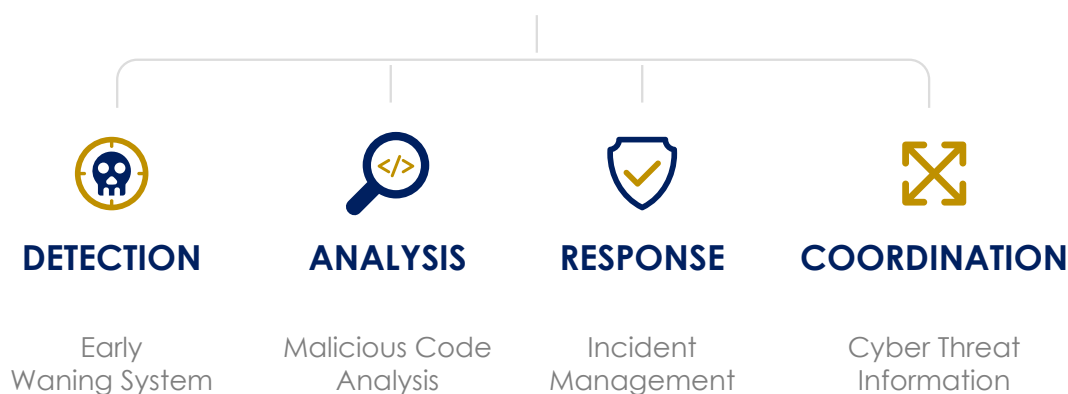 DETECTION
ANALYSIS
RESPONSE
COORDINATION
Early
Waning System
Malicious Code
Analysis
Incident
Management
Cyber Threat
Information